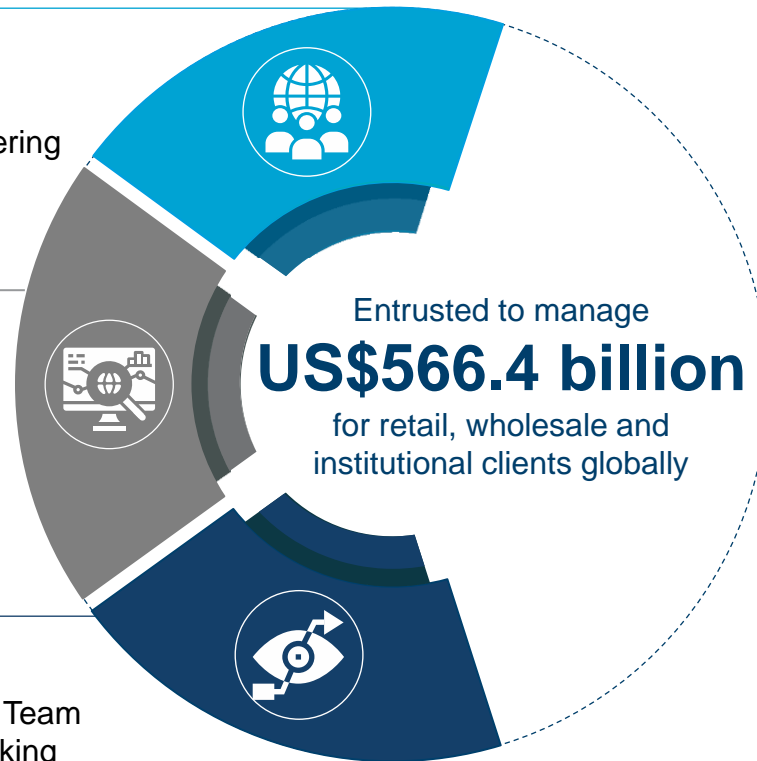 ering
Entrusted to manage
US$566.4 billion
for retail, wholesale and
institutional clients globally
Team
king